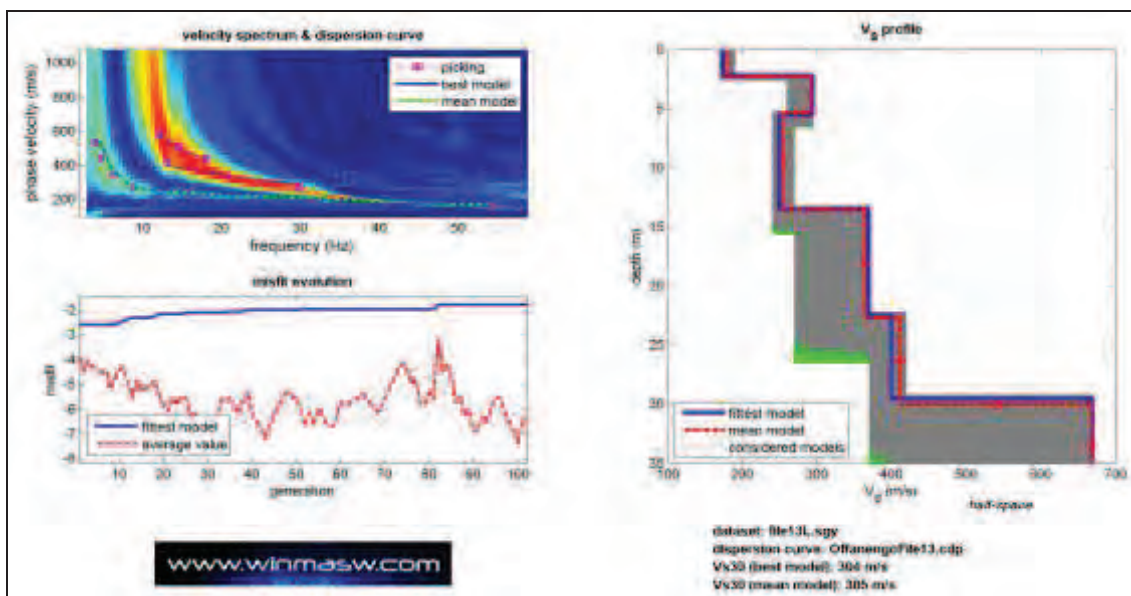 velocity spectrum & dispersion curve
phase velocity (m/s)
1000
800
600
400
200
picking
best model
mean model
10
20
30
40
50
frequency (Hz)
misfit evolution
misfit
-2
-3
-4
-5
-6
-7
-8
fittest model
average value
10
20
30
40
50
60
70
80
90
100
generation
www.winmasw.com
VS profile
depth (m)
0
5
10
15
20
25
30
35
fittest model
mean model
considered models
100
200
300
400
500
600
700
VS (m/s)
half-space
dataset: file13L.sgy
dispersion curve: OffanengoFile13.cdp
Vs30 (best model): 304 m/s
Vs30 (mean model): 305 m/s